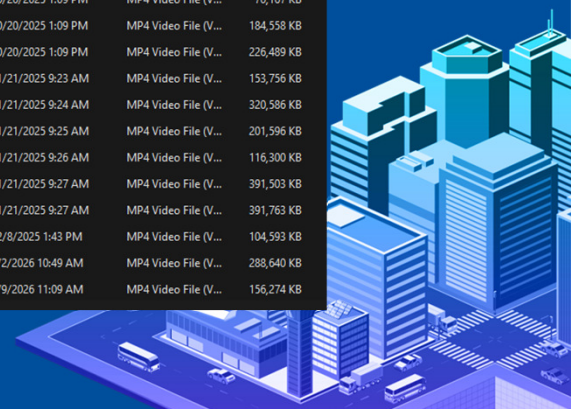 0/20/2025 1:09 PM MP4 Video File (V... 184,558 KB
0/20/2025 1:09 PM MP4 Video File (V... 226,489 KB
1/21/2025 9:23 AM MP4 Video File (V... 153,756 KB
1/21/2025 9:24 AM MP4 Video File (V... 320,586 KB
1/21/2025 9:25 AM MP4 Video File (V... 201,596 KB
1/21/2025 9:26 AM MP4 Video File (V... 116,300 KB
1/21/2025 9:27 AM MP4 Video File (V... 391,503 KB
1/21/2025 9:27 AM MP4 Video File (V... 391,763 KB
2/8/2025 1:43 PM MP4 Video File (V... 104,593 KB
/2/2026 10:49 AM MP4 Video File (V... 288,640 KB
/9/2026 11:09 AM MP4 Video File (V... 156,274 KB